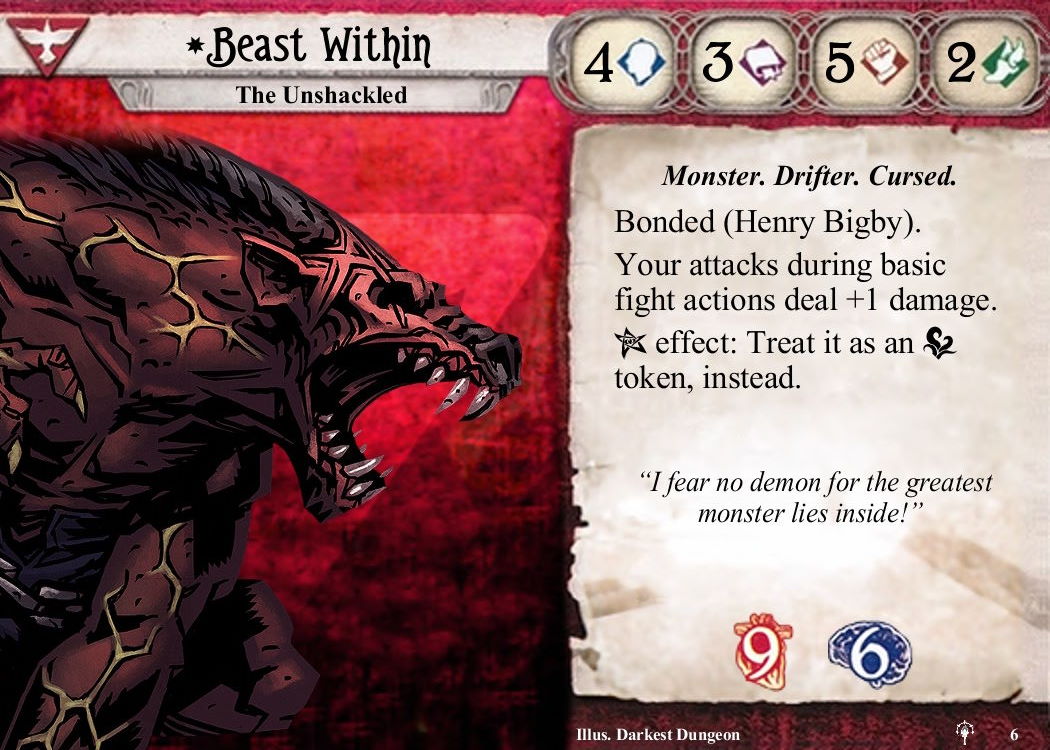 Beast Within
The Unshackled
4 3 5 2
Monster. Drifter. Cursed.
Bonded (Henry Bigby).
Your attacks during basic
fight actions deal +1 damage.
effect: Treat it as an
token, instead.
“I fear no demon for the greatest
monster lies inside!”
9 6
Illus. Darkest Dungeon 6